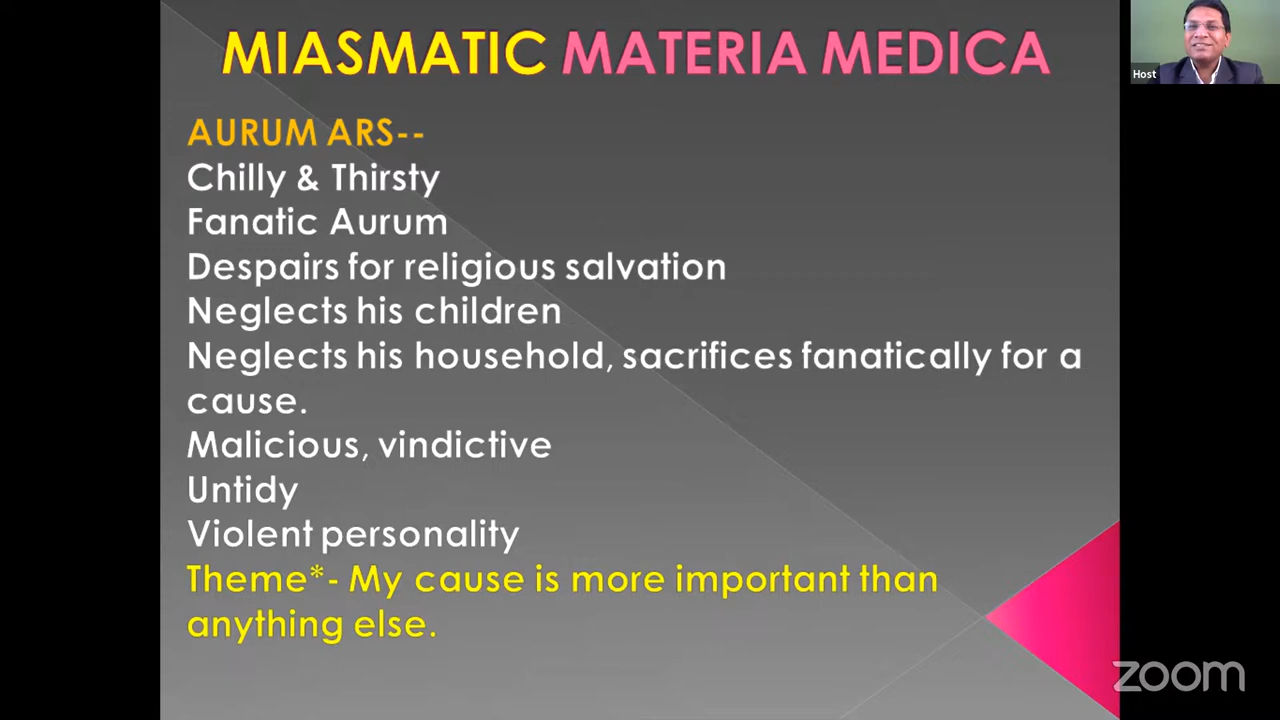 MIASMATIC MATERIA MEDICA
Host
AURUM ARS--
Chilly & Thirsty
Fanatic Aurum
Despairs for religious salvation
Neglects his children
Neglects his household, sacrifices fanatically for a
cause.
Malicious, vindictive
Untidy
Violent personality
Theme*- My cause is more important than
anything else.
zoom